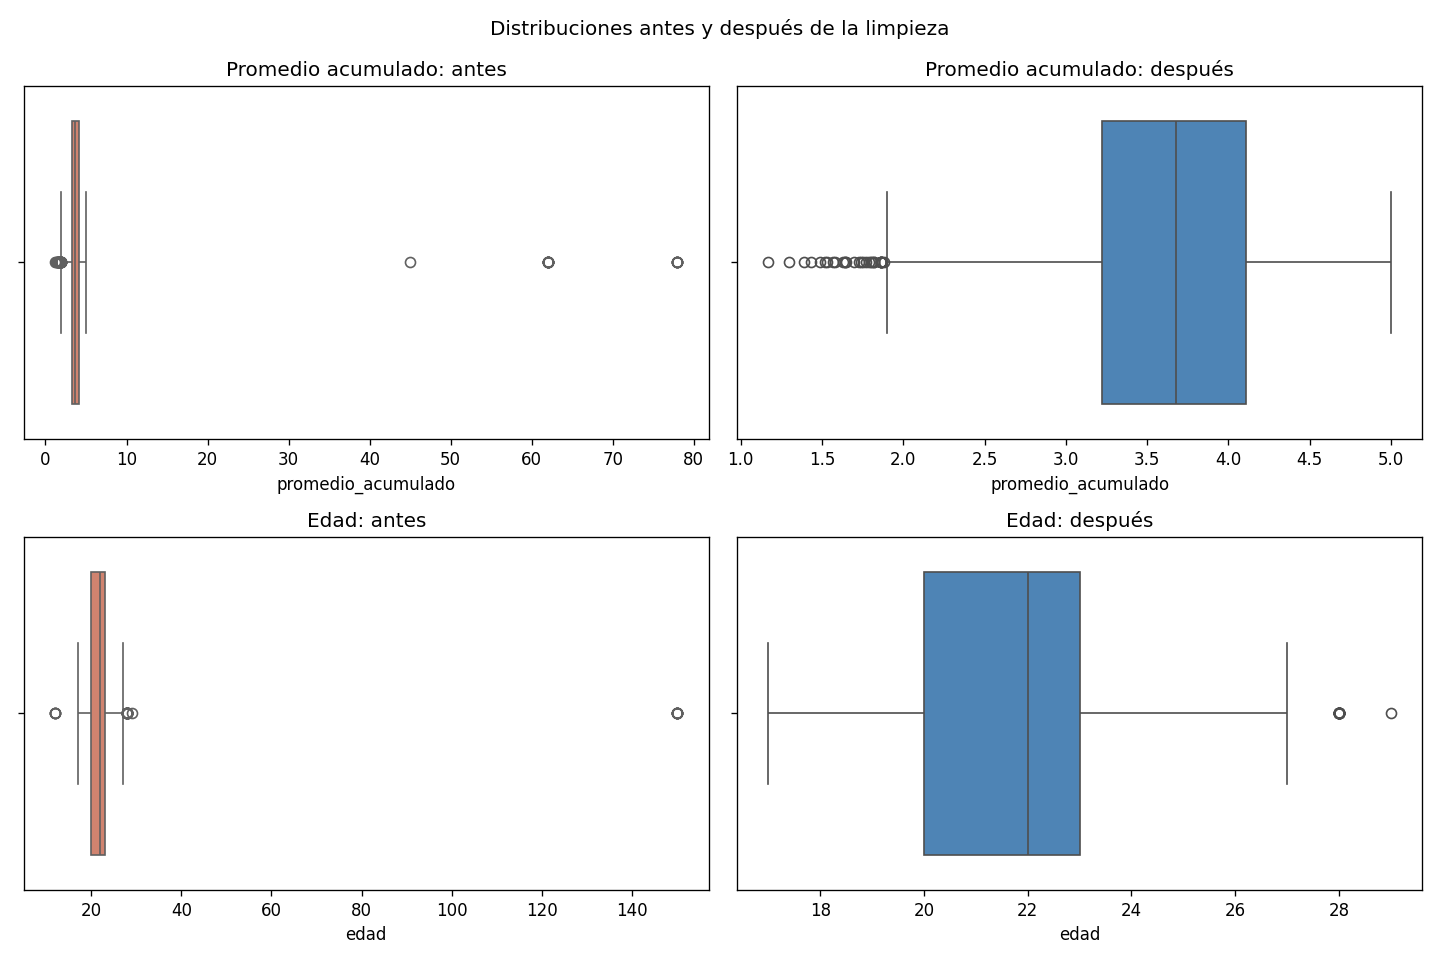 Distribuciones antes y después de la limpieza
Promedio acumulado: antes
0 10 20 30 40 50 60 70 80
promedio_acumulado
Promedio acumulado: después
1.0 1.5 2.0 2.5 3.0 3.5 4.0 4.5 5.0
promedio_acumulado
Edad: antes
20 40 60 80 100 120 140
edad
Edad: después
18 20 22 24 26 28
edad